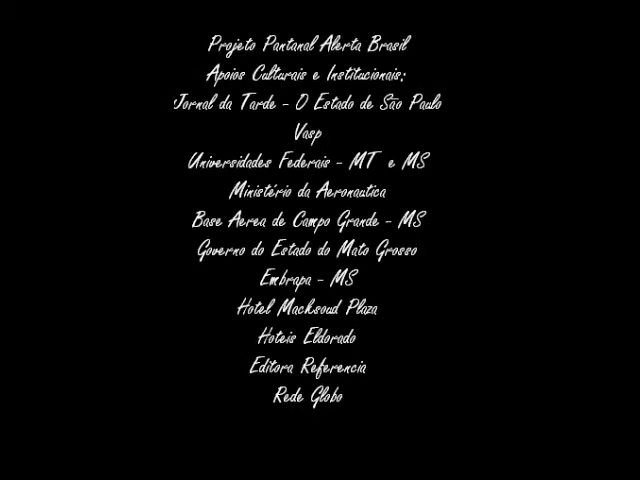 Projeto Pantanal Alerta Brasil
Apoios Culturais e Institucionais:
Jornal da Tarde - O Estado de São Paulo
Vasp
Universidades Federais - MT e MS
Ministério da Aeronautica
Base Aerea de Campo Grande - MS
Governo do Estado do Mato Grosso
Embrapa - MS
Hotel Macksoud Plaza
Hoteis Eldorado
Editora Referencia
Rede Globo